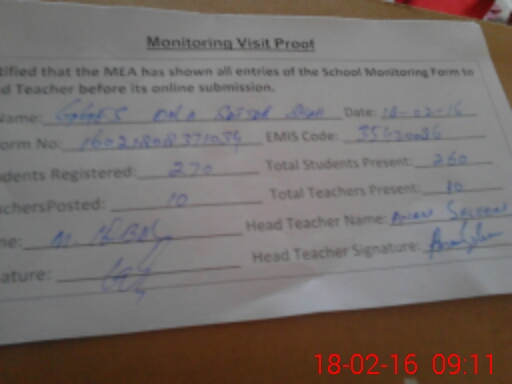 Monitoring Visit Proof
tified that the MEA has shown all entries of the School Monitoring Form to
d Teacher before its online submission.
Name: Date: 18-02-16
orm No: EMIS Code:
dents Registered: 270 Total Students Present: 260
achersPosted: 10 Total Teachers Present: 10
me: Head Teacher Name:
ature: Head Teacher Signature:
18-02-16 09:11